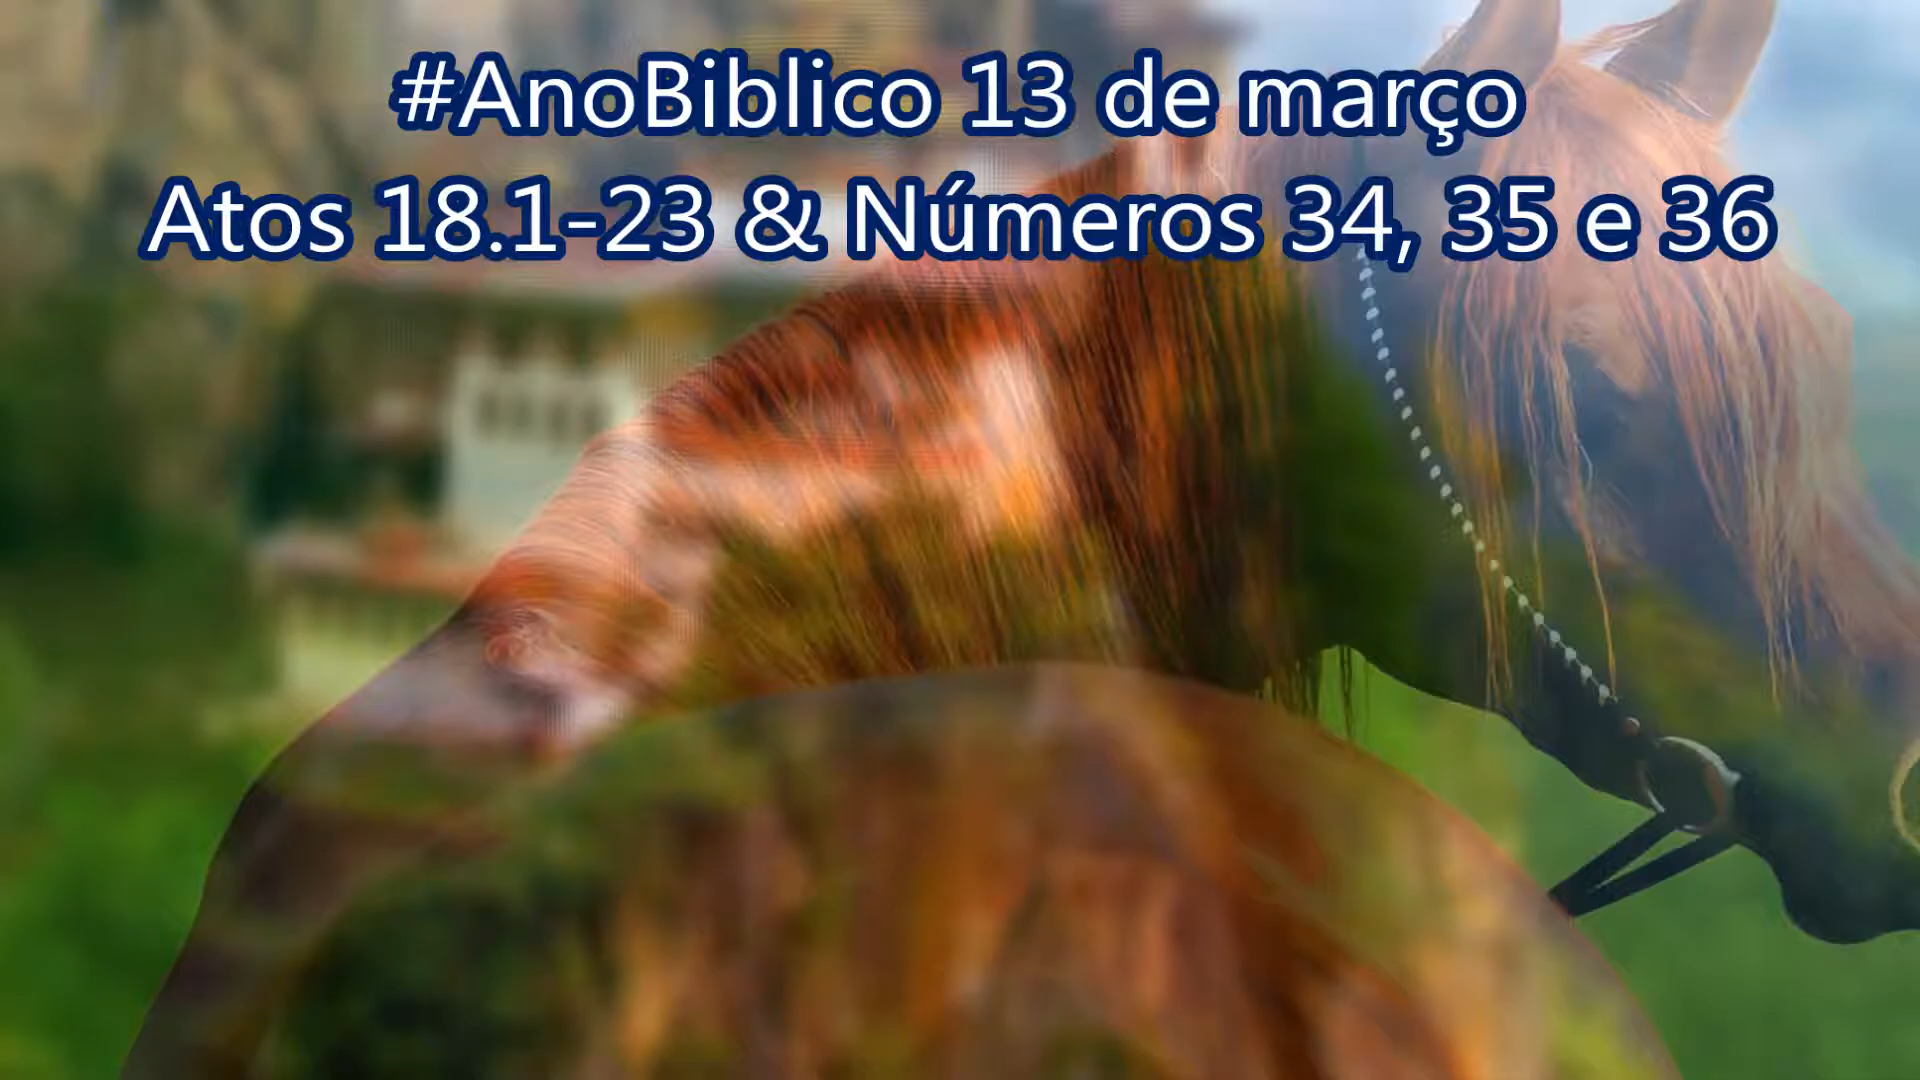 #AnoBiblico 13 de março
Atos 18.1-23 & Números 34, 35 e 36